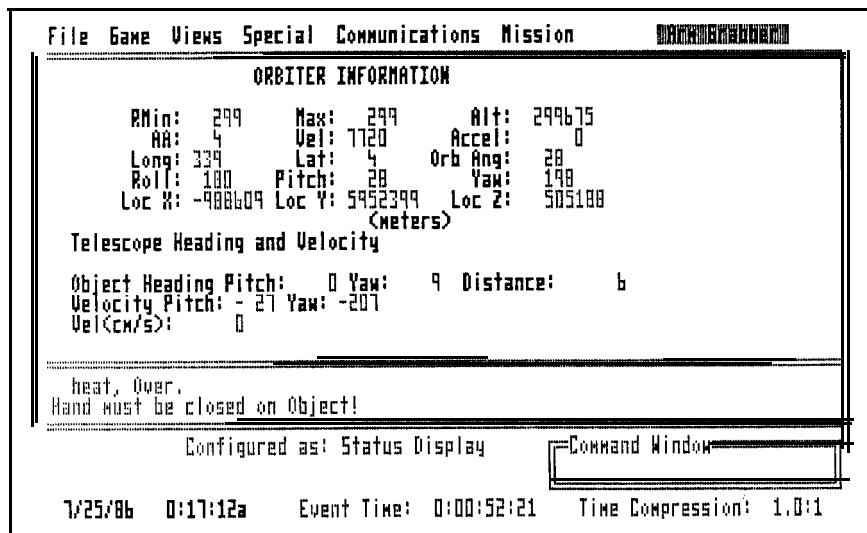 File Game Views Special Communications Mission Arm Grabber
ORBITER INFORMATION
RMin: 299 Max: 299 Alt: 299675
AA: 4 Vel: 7720 Accel: 0
Long: 339 Lat: 4 Orb Ang: 28
Roll: 180 Pitch: 28 Yaw: 198
Loc X: -988609 Loc Y: 5952399 Loc Z: 505188
(meters)
Telescope Heading and Velocity
Object Heading Pitch: 0 Yaw: 9 Distance: 6
Velocity Pitch: - 27 Yaw: -207
Vel(cm/s): 0
heat, Over.
Hand must be closed on Object!
Configured as: Status Display
Command Window
7/25/86 0:17:12a Event Time: 0:00:52:21 Time Compression: 1.0:1